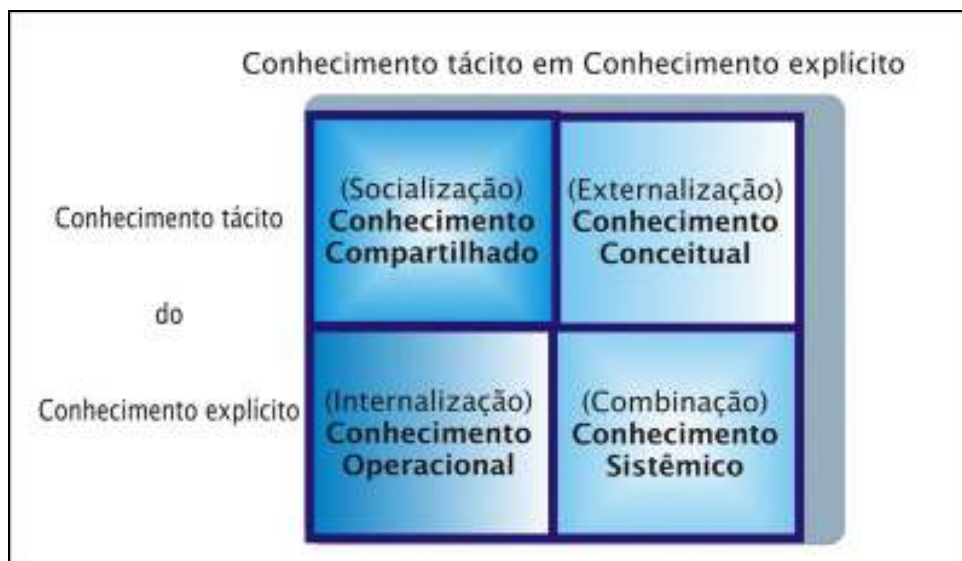 Conhecimento tácito em Conhecimento explícito
Conhecimento tácito
(Socialização)
Conhecimento
Compartilhado
(Externalização)
Conhecimento
Conceitual
do
Conhecimento explícito
(Internalização)
Conhecimento
Operacional
(Combinação)
Conhecimento
Sistêmico